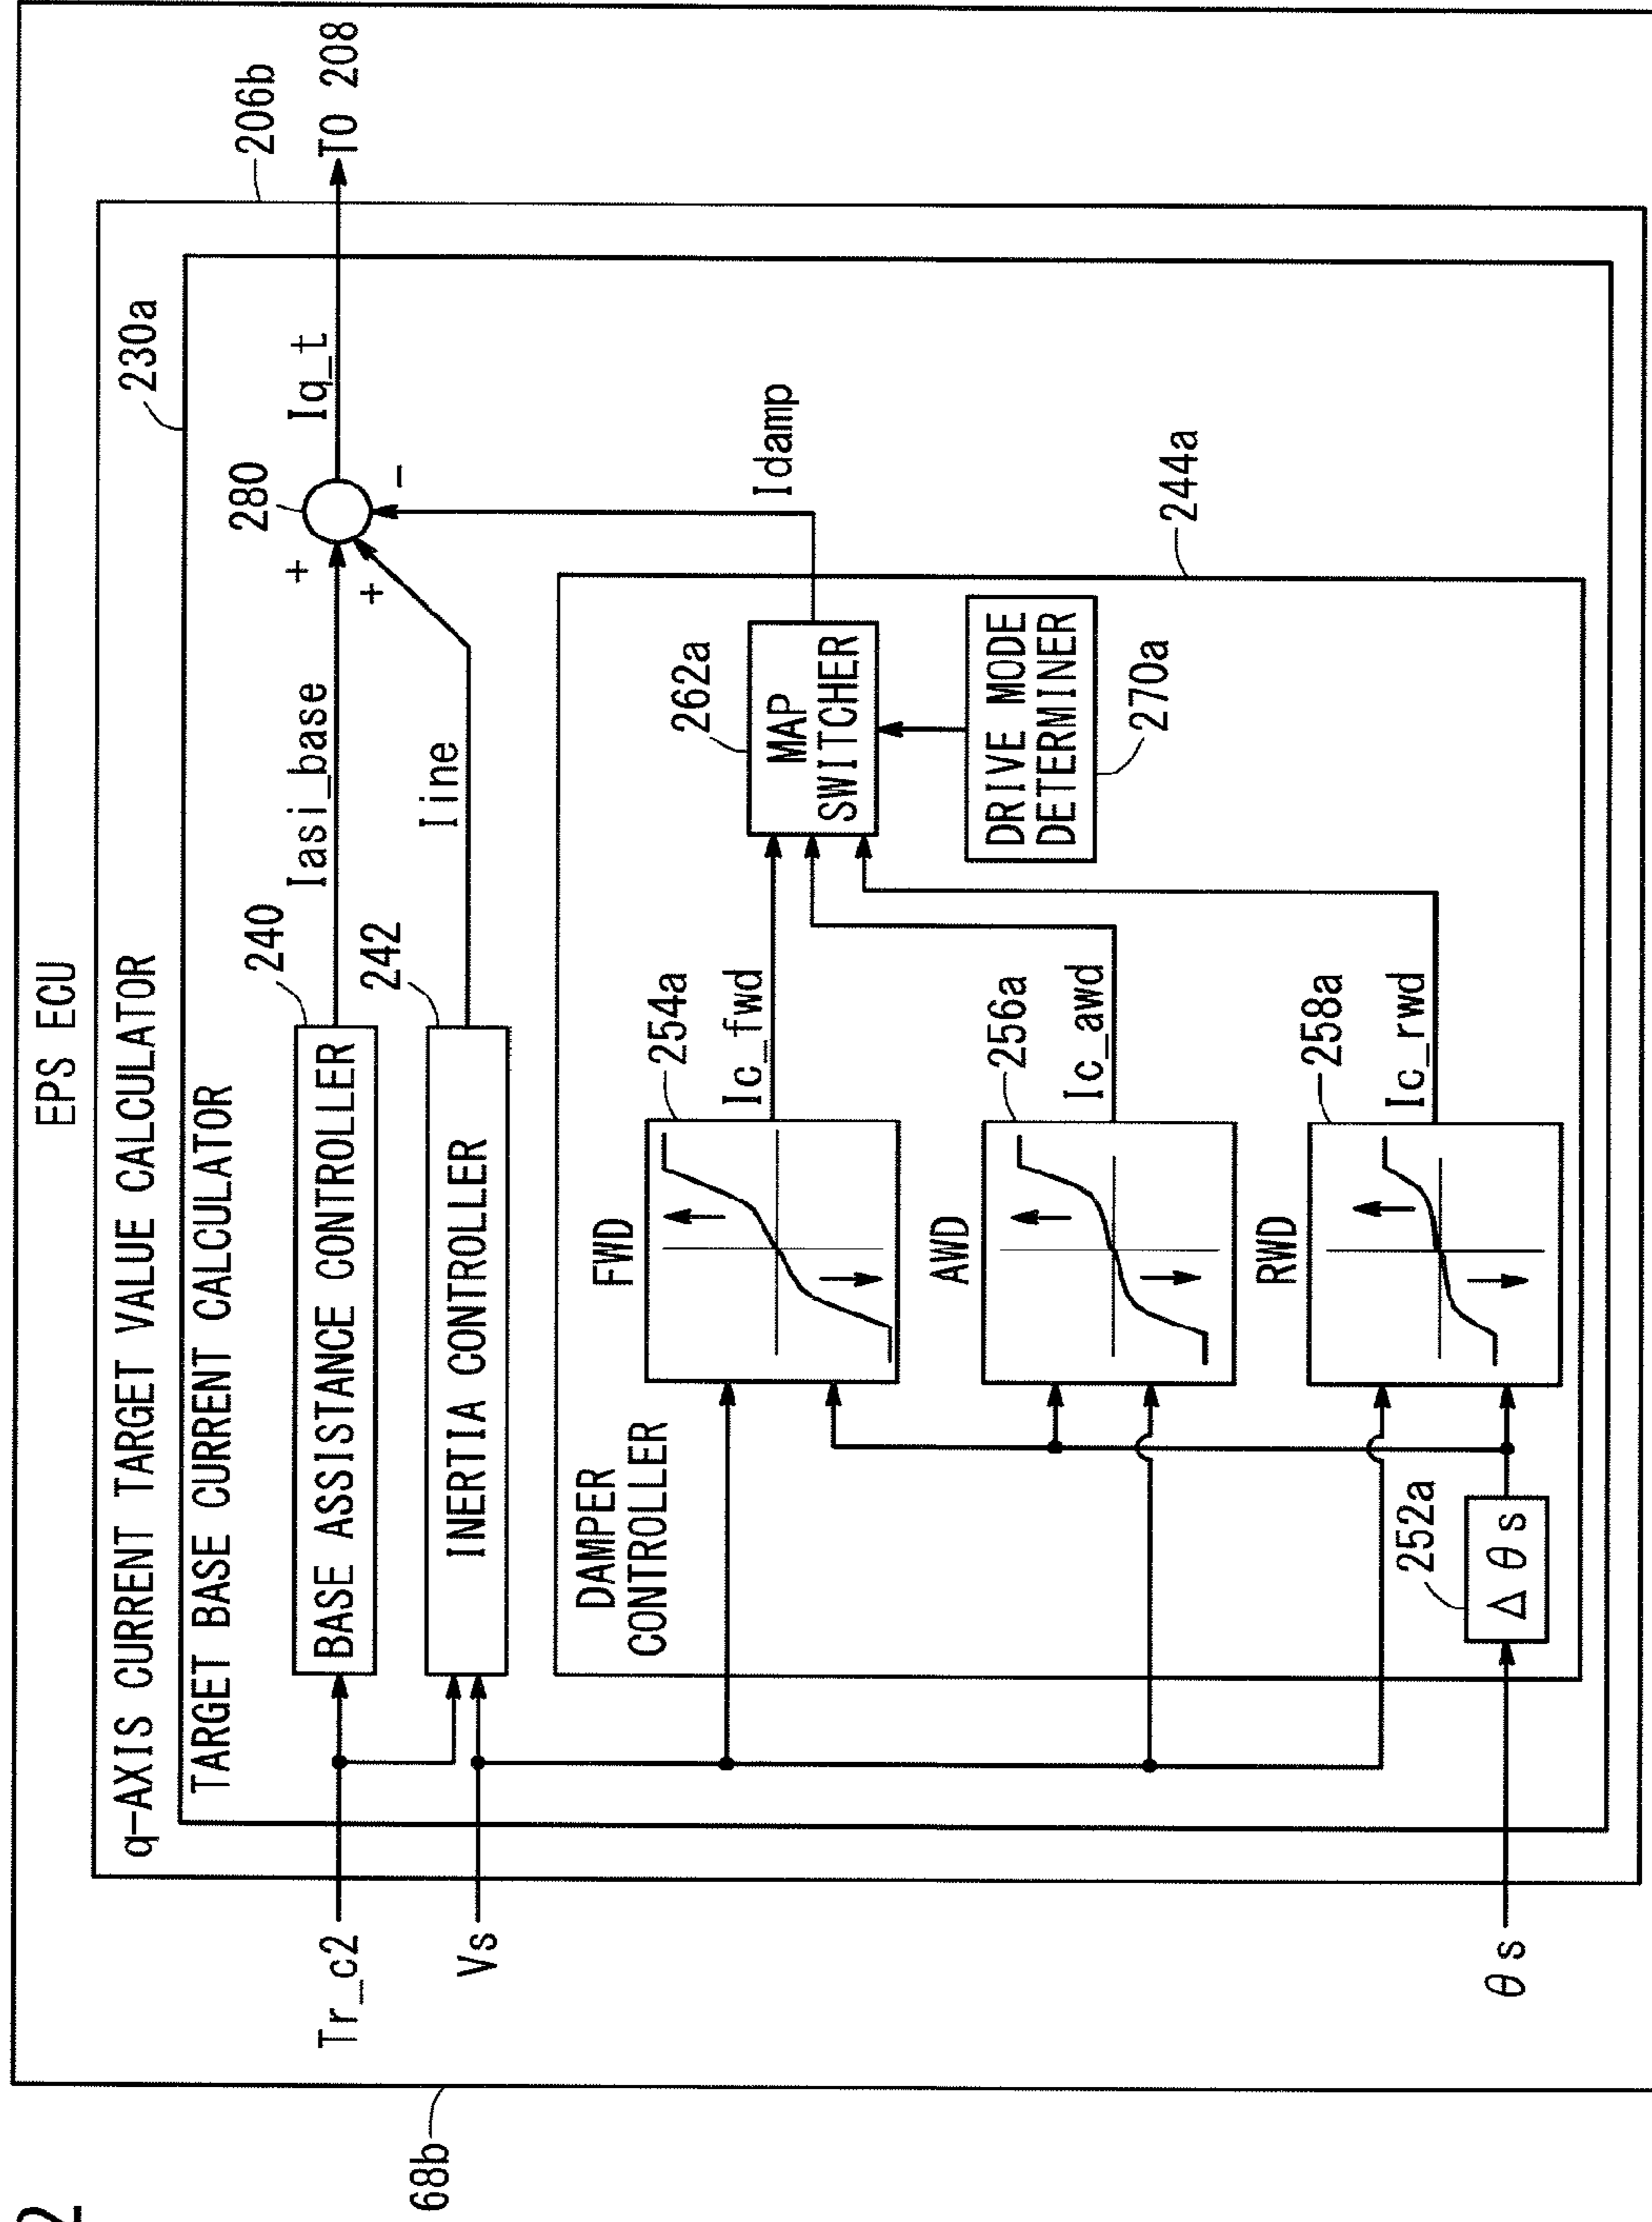 2
EPS ECU
68b
q-AXIS CURRENT TARGET VALUE CALCULATOR
206b
TARGET BASE CURRENT CALCULATOR
230a
Tr_c2
Vs
θs
240
BASE ASSISTANCE CONTROLLER
Iasi_base
242
INERTIA CONTROLLER
Iine
280
+
+
-
Iq_t
TO 208
DAMPER
CONTROLLER
244a
FWD
254a
Ic_fwd
AWD
256a
Ic_awd
RWD
258a
Ic_rwd
252a
Δθs
262a
MAP
SWITCHER
DRIVE MODE
DETERMINER
270a
Idamp